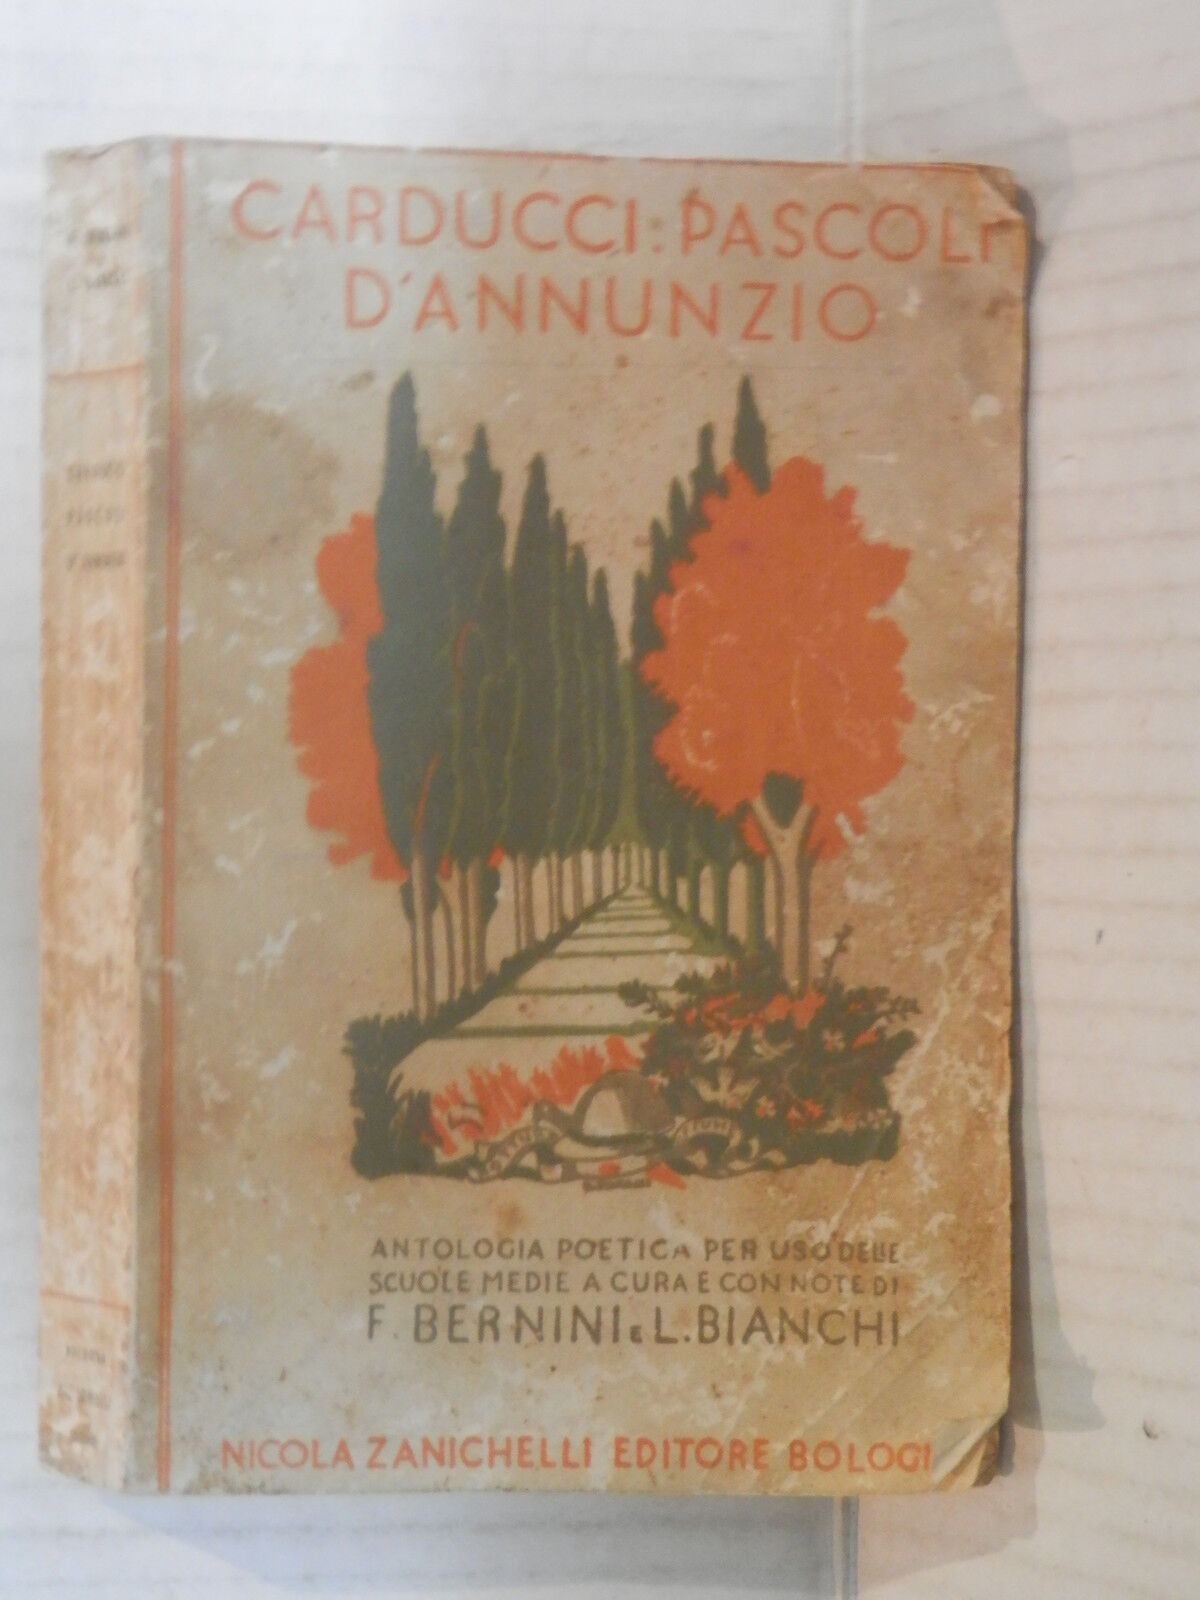 CARDUCCI : PASCOLI
D'ANNUNZIO
ANTOLOGIA POETICA PER USO DELLE
SCUOLE MEDIE A CURA E CON NOTE DI
F. BERNINI E L. BIANCHI
NICOLA ZANICHELLI EDITORE BOLOG